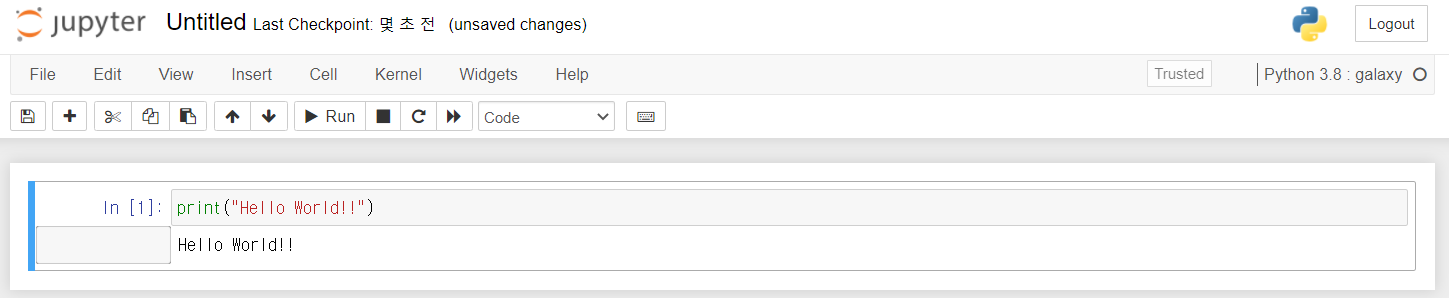 jupyter Untitled Last Checkpoint: 몇 초 전 (unsaved changes) Logout
File Edit View Insert Cell Kernel Widgets Help Trusted Python 3.8 : galaxy
Run Code
In [1]: print("Hello World!!")
Hello World!!